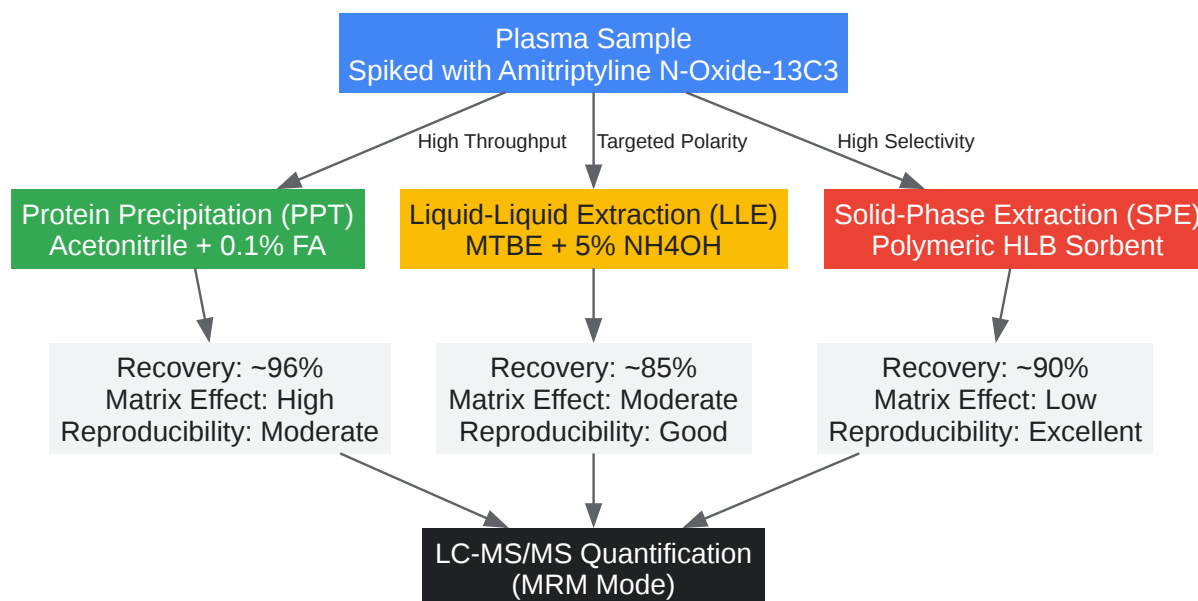 Plasma Sample
Spiked with Amitriptyline N-Oxide-13C3
High Throughput
Targeted Polarity
High Selectivity
Protein Precipitation (PPT)
Acetonitrile + 0.1% FA
Liquid-Liquid Extraction (LLE)
MTBE + 5% NH4OH
Solid-Phase Extraction (SPE)
Polymeric HLB Sorbent
Recovery: ~96%
Matrix Effect: High
Reproducibility: Moderate
Recovery: ~85%
Matrix Effect: Moderate
Reproducibility: Good
Recovery: ~90%
Matrix Effect: Low
Reproducibility: Excellent
LC-MS/MS Quantification
(MRM Mode)